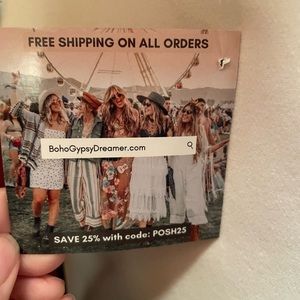 FREE SHIPPING ON ALL ORDERS
BohoGypsyDreamer.com
SAVE 25% with code: POSH25